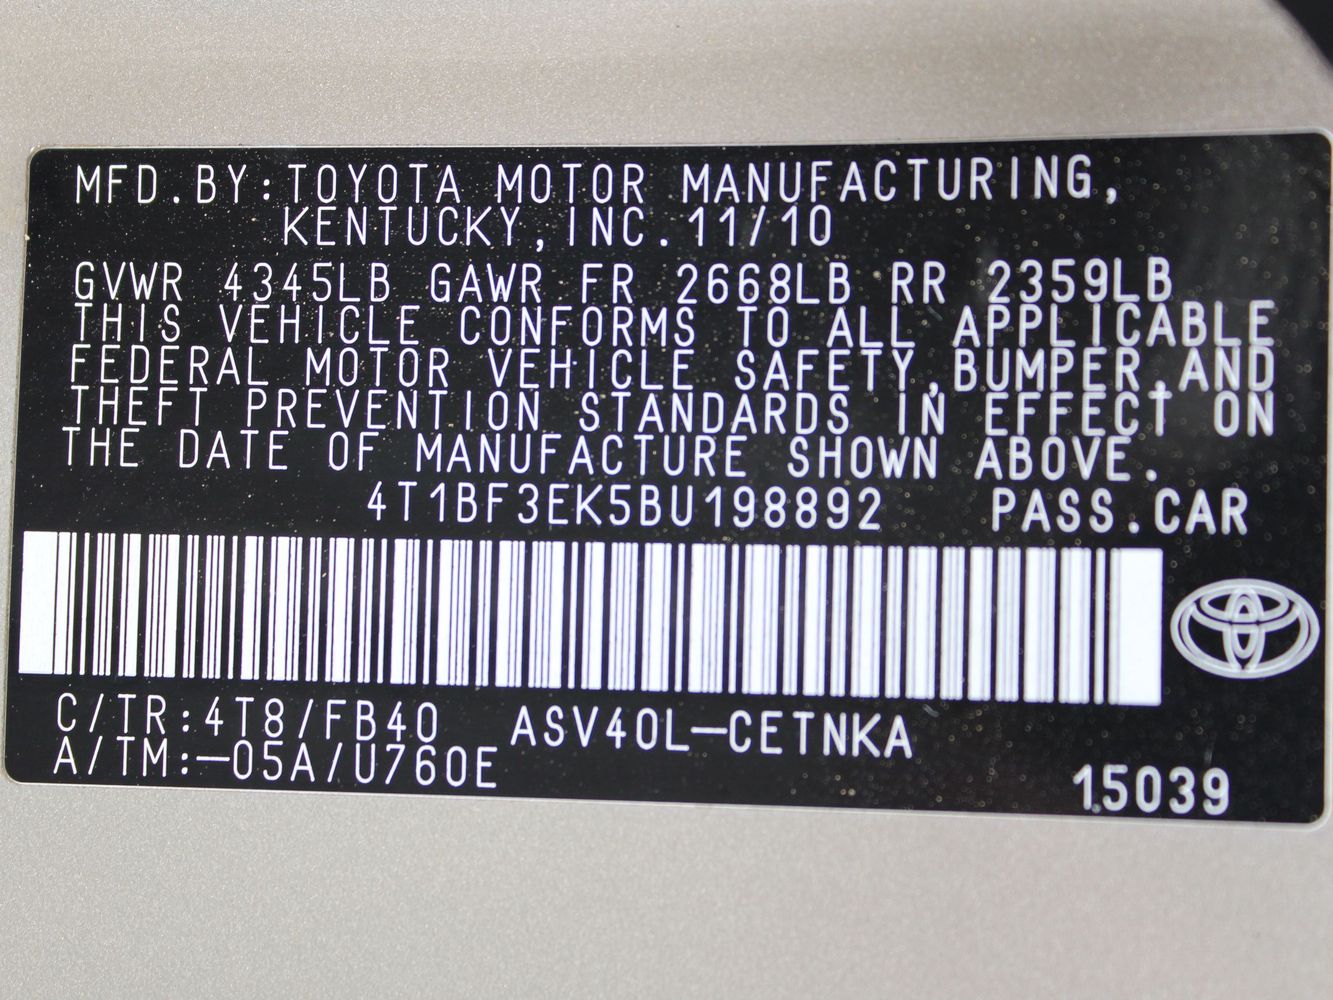 MFD.BY:TOYOTA MOTOR MANUFACTURING,
KENTUCKY,INC.11/10
GVWR 4345LB GAWR FR 2668LB RR 2359LB
THIS VEHICLE CONFORMS TO ALL APPLICABLE
FEDERAL MOTOR VEHICLE SAFETY,BUMPER,AND
THEFT PREVENTION STANDARDS IN EFFECT ON
THE DATE OF MANUFACTURE SHOWN ABOVE.
4T1BF3EK5BU198892 PASS.CAR
C/TR:4T8/FB40 ASV40L-CETNKA
A/TM:-05A/U760E
15039